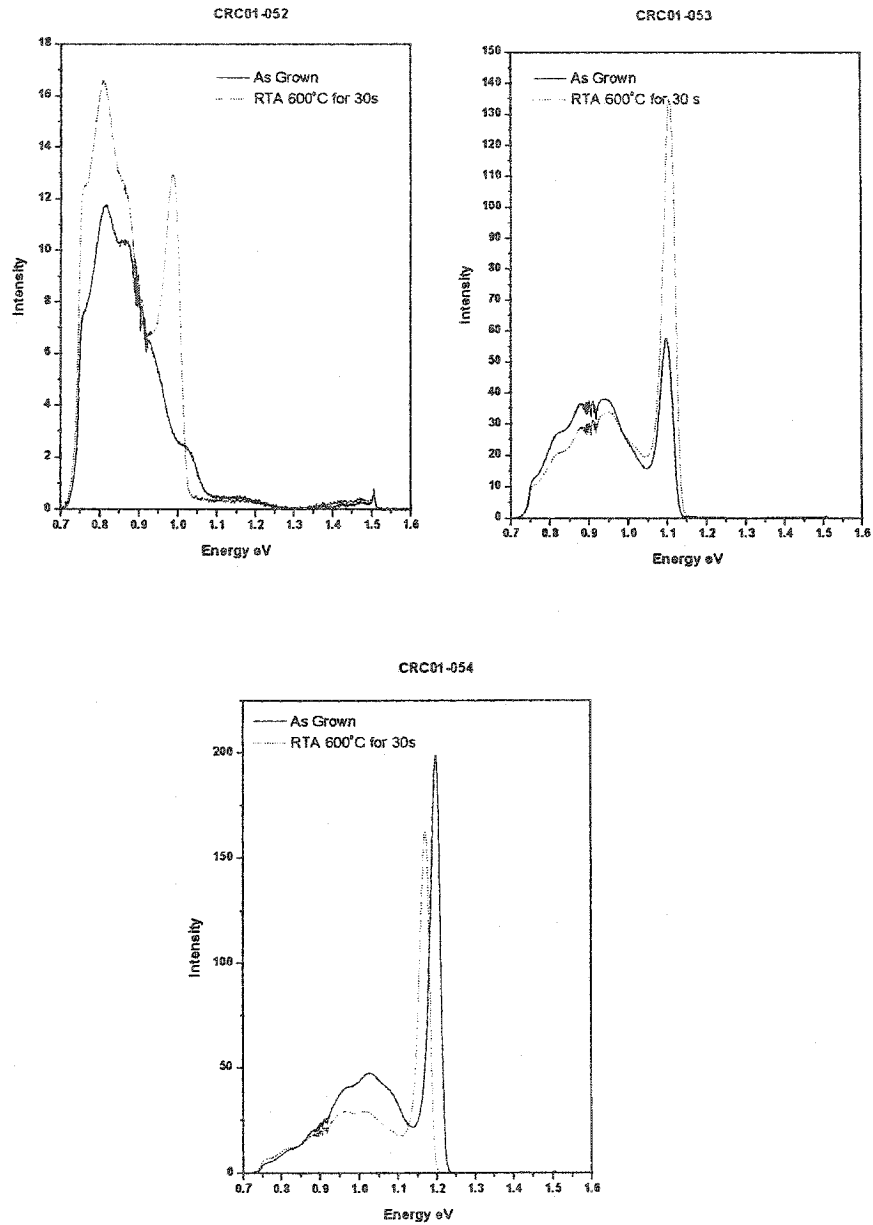 CRC01-052
18
16
14
12
10
8
6
4
2
0
Intensity
As Grown
RTA 600°C for 30s
0.7 0.8 0.9 1.0 1.1 1.2 1.3 1.4 1.5 1.6
Energy eV
CRC01-053
150
140
130
120
110
100
90
80
70
60
50
40
30
20
10
0
Intensity
As Grown
RTA 600°C for 30 s
0.7 0.8 0.9 1.0 1.1 1.2 1.3 1.4 1.5 1.6
Energy eV
CRC01-054
200
150
100
50
0
Intensity
As Grown
RTA 600°C for 30s
0.7 0.8 0.9 1.0 1.1 1.2 1.3 1.4 1.5 1.6
Energy eV